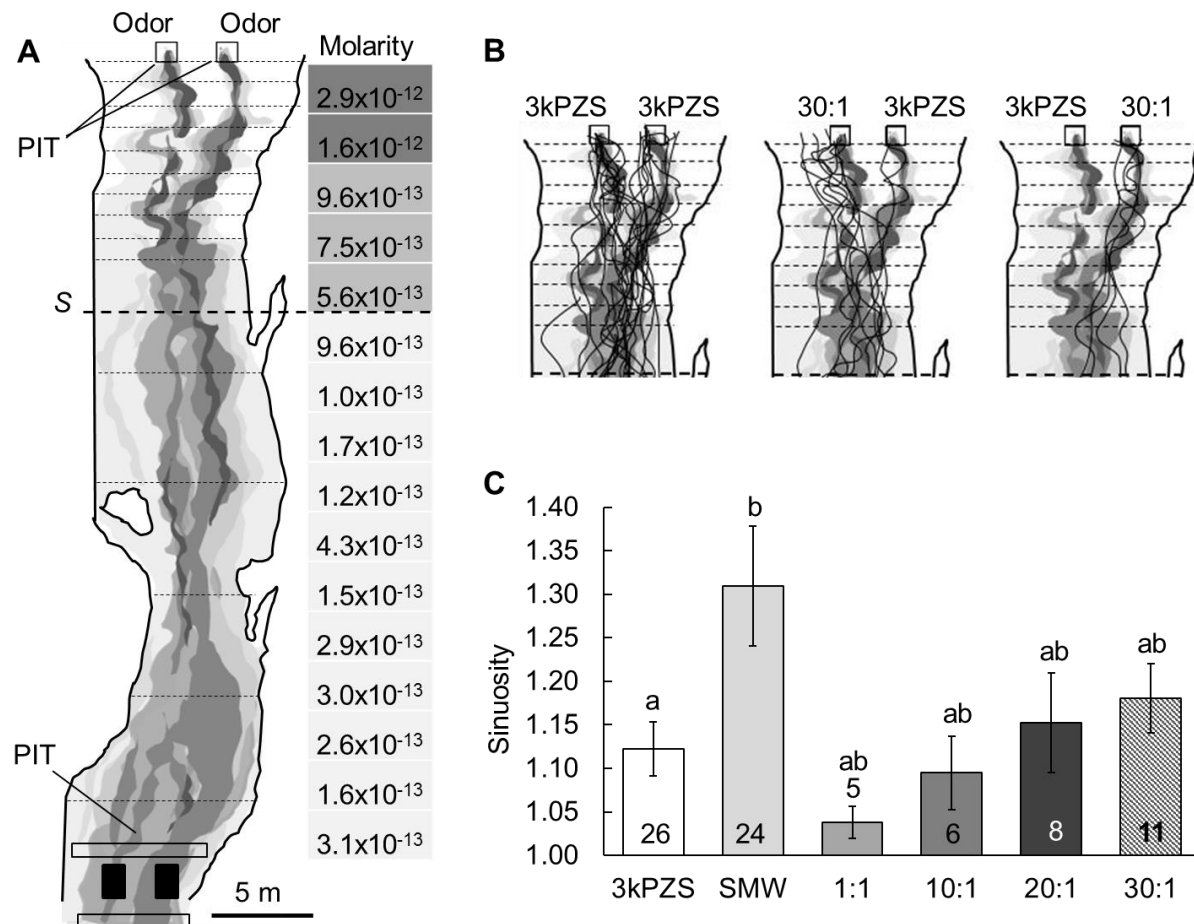 A
Odor Odor
Molarity
PIT
2.9x10⁻¹²
1.6x10⁻¹²
9.6x10⁻¹³
7.5x10⁻¹³
5.6x10⁻¹³
S
9.6x10⁻¹³
1.0x10⁻¹³
1.7x10⁻¹³
1.2x10⁻¹³
4.3x10⁻¹³
1.5x10⁻¹³
2.9x10⁻¹³
3.0x10⁻¹³
2.6x10⁻¹³
1.6x10⁻¹³
3.1x10⁻¹³
PIT
5 m
B
3kPZS 3kPZS 30:1 3kPZS 3kPZS 30:1
C
Sinuosity
1.40
1.35
1.30
1.25
1.20
1.15
1.10
1.05
1.00
a b ab ab ab ab
26 24 5 6 8 11
3kPZS SMW 1:1 10:1 20:1 30:1